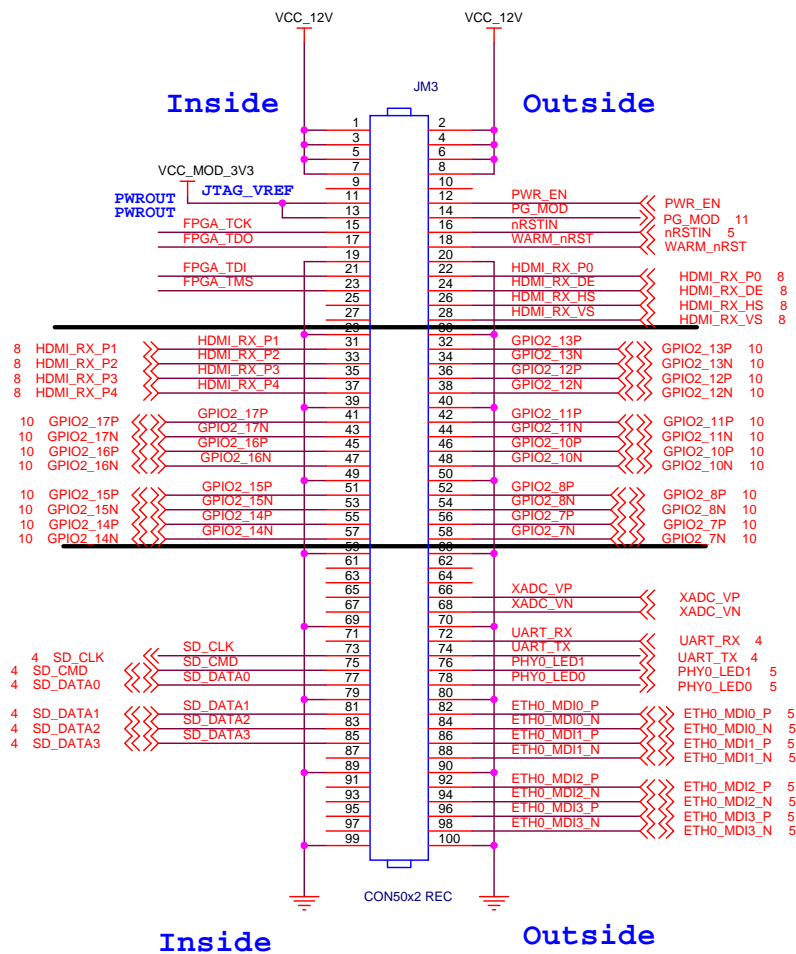 VCC_12V VCC_12V
JM3
Inside Outside
1 2
3 4
5 6
7 8
VCC_MOD_3V3
9 10
PWROUT JTAG_VREF 11 12 PWR_EN PWR_EN
PWROUT 13 14 PG_MOD PG_MOD 11
FPGA_TCK 15 16 nRSTIN nRSTIN 5
FPGA_TDO 17 18 WARM_nRST WARM_nRST
19 20
FPGA_TDI 21 22 HDMI_RX_P0 HDMI_RX_P0 8
FPGA_TMS 23 24 HDMI_RX_DE HDMI_RX_DE 8
25 26 HDMI_RX_HS HDMI_RX_HS 8
27 28 HDMI_RX_VS HDMI_RX_VS 8
29 30
8 HDMI_RX_P1 HDMI_RX_P1 31 32 GPIO2_13P GPIO2_13P 10
8 HDMI_RX_P2 HDMI_RX_P2 33 34 GPIO2_13N GPIO2_13N 10
8 HDMI_RX_P3 HDMI_RX_P3 35 36 GPIO2_12P GPIO2_12P 10
8 HDMI_RX_P4 HDMI_RX_P4 37 38 GPIO2_12N GPIO2_12N 10
39 40
10 GPIO2_17P GPIO2_17P 41 42 GPIO2_11P GPIO2_11P 10
10 GPIO2_17N GPIO2_17N 43 44 GPIO2_11N GPIO2_11N 10
10 GPIO2_16P GPIO2_16P 45 46 GPIO2_10P GPIO2_10P 10
10 GPIO2_16N GPIO2_16N 47 48 GPIO2_10N GPIO2_10N 10
49 50
10 GPIO2_15P GPIO2_15P 51 52 GPIO2_8P GPIO2_8P 10
10 GPIO2_15N GPIO2_15N 53 54 GPIO2_8N GPIO2_8N 10
10 GPIO2_14P GPIO2_14P 55 56 GPIO2_7P GPIO2_7P 10
10 GPIO2_14N GPIO2_14N 57 58 GPIO2_7N GPIO2_7N 10
59 60
61 62
63 64
65 66 XADC_VP XADC_VP
67 68 XADC_VN XADC_VN
69 70
71 72 UART_RX UART_RX 4
4 SD_CLK SD_CLK 73 74 UART_TX UART_TX 4
4 SD_CMD SD_CMD 75 76 PHY0_LED1 PHY0_LED1 5
4 SD_DATA0 SD_DATA0 77 78 PHY0_LED0 PHY0_LED0 5
79 80
4 SD_DATA1 SD_DATA1 81 82 ETH0_MDI0_P ETH0_MDI0_P 5
4 SD_DATA2 SD_DATA2 83 84 ETH0_MDI0_N ETH0_MDI0_N 5
4 SD_DATA3 SD_DATA3 85 86 ETH0_MDI1_P ETH0_MDI1_P 5
87 88 ETH0_MDI1_N ETH0_MDI1_N 5
89 90
91 92 ETH0_MDI2_P ETH0_MDI2_P 5
93 94 ETH0_MDI2_N ETH0_MDI2_N 5
95 96 ETH0_MDI3_P ETH0_MDI3_P 5
97 98 ETH0_MDI3_N ETH0_MDI3_N 5
99 100
CON50x2 REC
Inside Outside